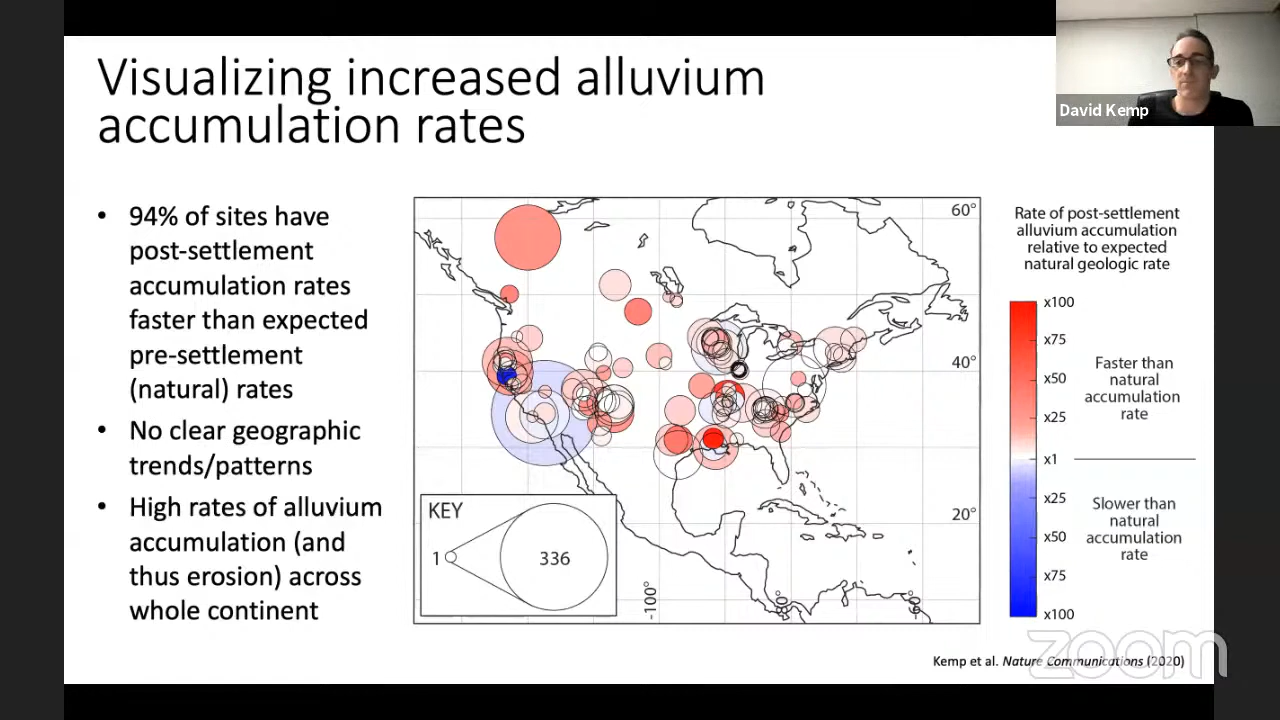 Visualizing increased alluvium
accumulation rates
David Kemp
• 94% of sites have
post-settlement
accumulation rates
faster than expected
pre-settlement
(natural) rates
• No clear geographic
trends/patterns
• High rates of alluvium
accumulation (and
thus erosion) across
whole continent
60°
40°
20°
-100°
-80°
-60°
KEY
1
336
Rate of post-settlement
alluvium accumulation
relative to expected
natural geologic rate
x100
x75
x50
x25
x1
x25
x50
x75
x100
Faster than
natural
accumulation
rate
Slower than
natural
accumulation
rate
Kemp et al. Nature Communications (2020)
zoom